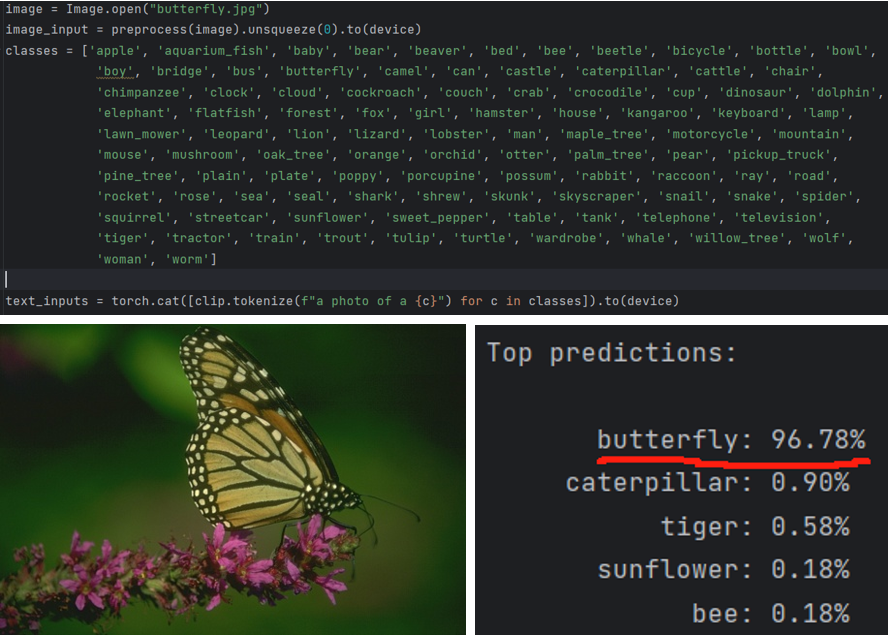 image = Image.open("butterfly.jpg")
image_input = preprocess(image).unsqueeze(0).to(device)
classes = ['apple', 'aquarium_fish', 'baby', 'bear', 'beaver', 'bed', 'bee', 'beetle', 'bicycle', 'bottle', 'bowl',
'boy', 'bridge', 'bus', 'butterfly', 'camel', 'can', 'castle', 'caterpillar', 'cattle', 'chair',
'chimpanzee', 'clock', 'cloud', 'cockroach', 'couch', 'crab', 'crocodile', 'cup', 'dinosaur', 'dolphin',
'elephant', 'flatfish', 'forest', 'fox', 'girl', 'hamster', 'house', 'kangaroo', 'keyboard', 'lamp',
'lawn_mower', 'leopard', 'lion', 'lizard', 'lobster', 'man', 'maple_tree', 'motorcycle', 'mountain',
'mouse', 'mushroom', 'oak_tree', 'orange', 'orchid', 'otter', 'palm_tree', 'pear', 'pickup_truck',
'pine_tree', 'plain', 'plate', 'poppy', 'porcupine', 'possum', 'rabbit', 'raccoon', 'ray', 'road',
'rocket', 'rose', 'sea', 'seal', 'shark', 'shrew', 'skunk', 'skyscraper', 'snail', 'snake', 'spider',
'squirrel', 'streetcar', 'sunflower', 'sweet_pepper', 'table', 'tank', 'telephone', 'television',
'tiger', 'tractor', 'train', 'trout', 'tulip', 'turtle', 'wardrobe', 'whale', 'willow_tree', 'wolf',
'woman', 'worm']
text_inputs = torch.cat([clip.tokenize(f"a photo of a {c}") for c in classes]).to(device)
Top predictions:
butterfly: 96.78%
caterpillar: 0.90%
tiger: 0.58%
sunflower: 0.18%
bee: 0.18%